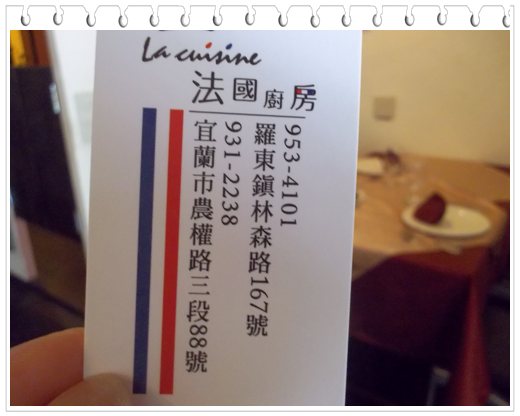 La cuisine
法國廚房
953-4101
羅東鎮林森路167號
931-2238
宜蘭市農權路三段88號